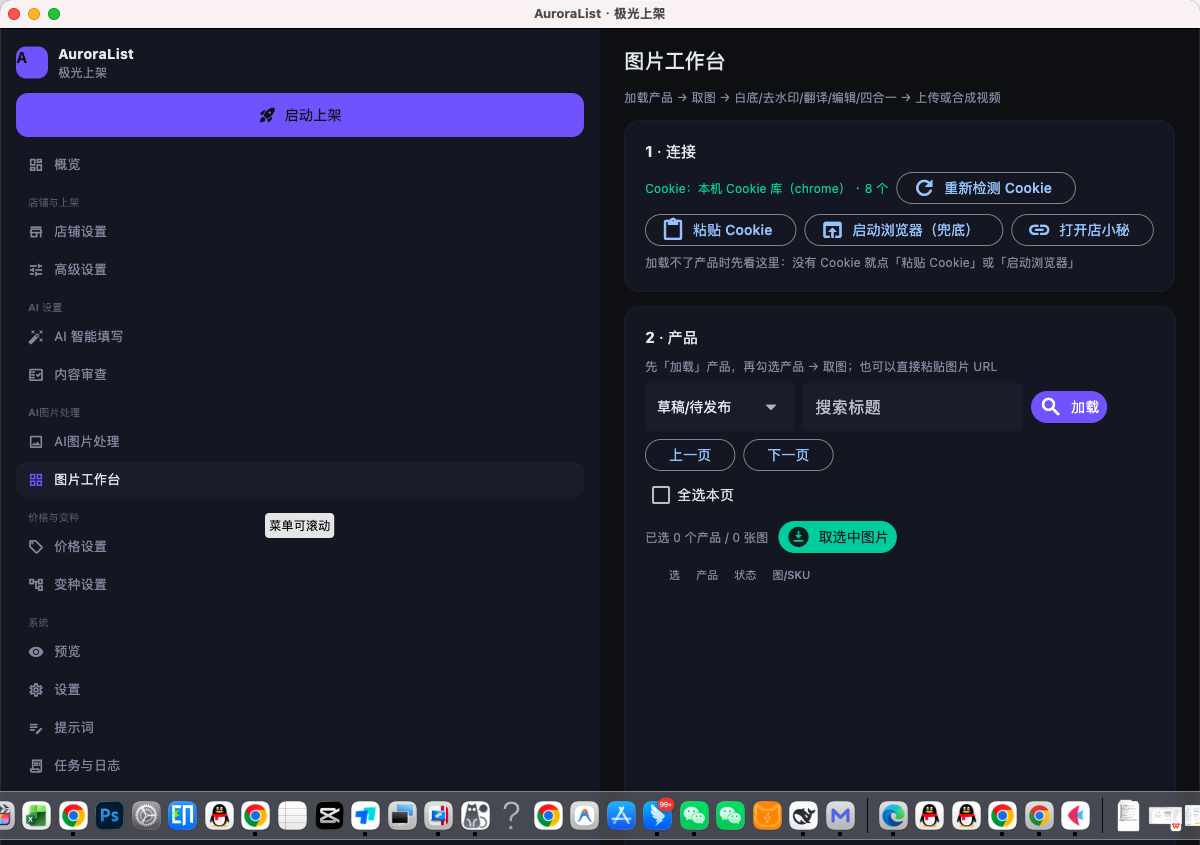 AuroraList · 极光上架
A
AuroraList
极光上架
启动上架
概览
店铺与上架
店铺设置
高级设置
AI 设置
AI 智能填写
内容审查
AI图片处理
AI图片处理
图片工作台
价格与变种
菜单可滚动
价格设置
变种设置
系统
预览
设置
提示词
任务与日志
图片工作台
加载产品 → 取图 → 白底/去水印/翻译/编辑/四合一 → 上传或合成视频
1 · 连接
Cookie：本机 Cookie 库（chrome） · 8 个
重新检测 Cookie
粘贴 Cookie
启动浏览器（兜底）
打开店小秘
加载不了产品时先看这里：没有 Cookie 就点「粘贴 Cookie」或「启动浏览器」
2 · 产品
先「加载」产品，再勾选产品 → 取图；也可以直接粘贴图片 URL
草稿/待发布
搜索标题
加载
上一页
下一页
全选本页
已选 0 个产品 / 0 张图
取选中图片
选 产品 状态 图/SKU
Ps
99+